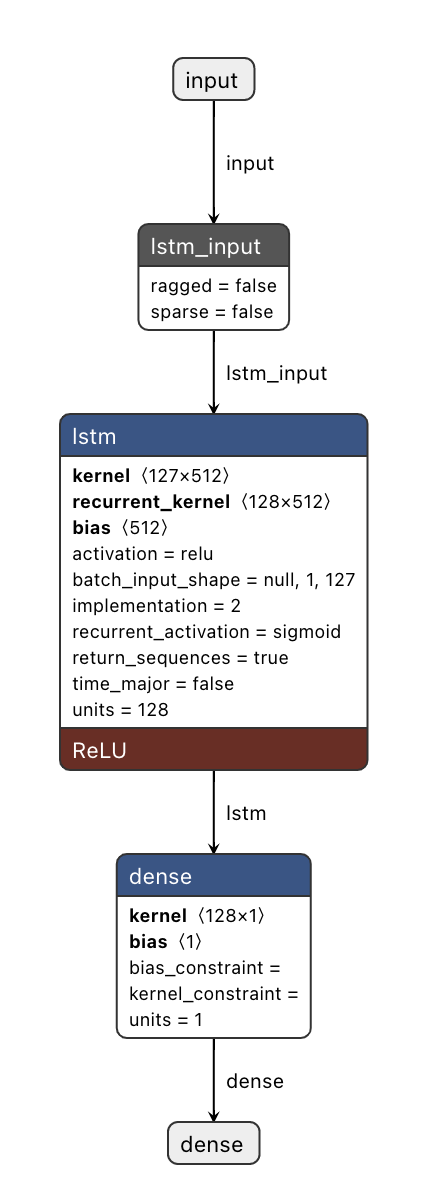 input
input
lstm_input
ragged = false
sparse = false
lstm_input
lstm
kernel 〈127×512〉
recurrent_kernel 〈128×512〉
bias 〈512〉
activation = relu
batch_input_shape = null, 1, 127
implementation = 2
recurrent_activation = sigmoid
return_sequences = true
time_major = false
units = 128
ReLU
lstm
dense
kernel 〈128×1〉
bias 〈1〉
bias_constraint =
kernel_constraint =
units = 1
dense
dense